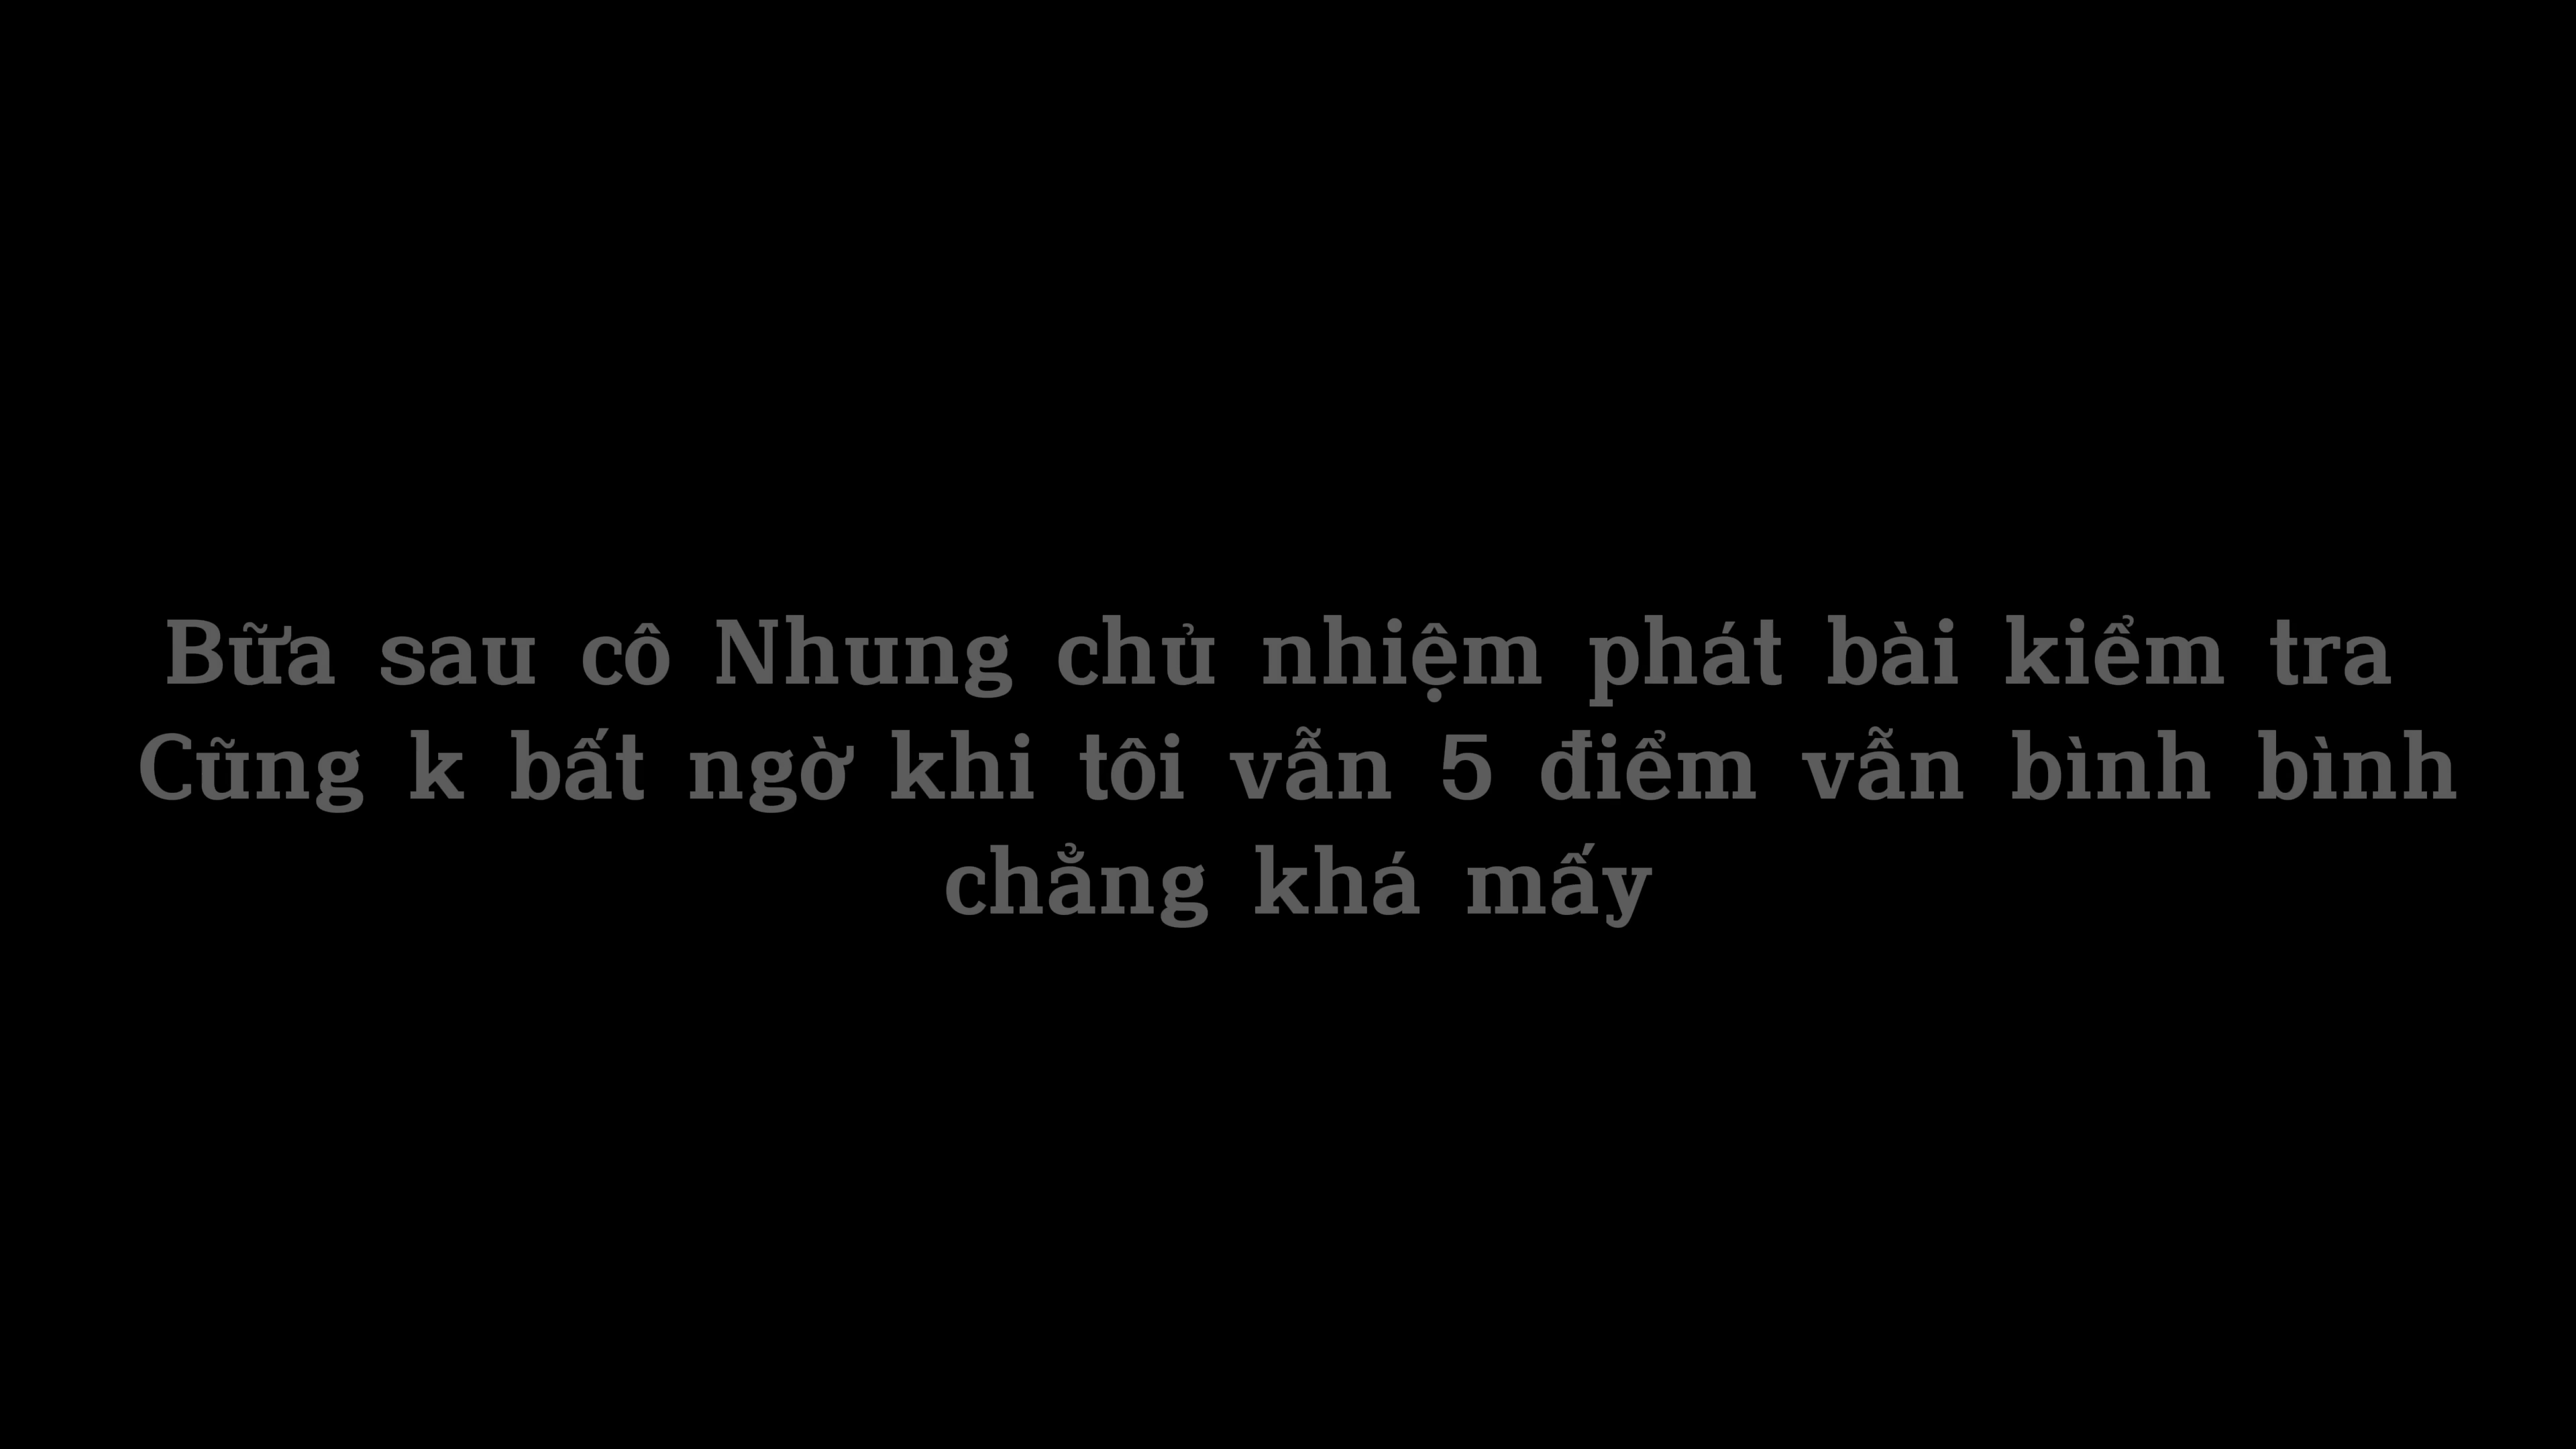 Bữa sau cô Nhung chủ nhiệm phát bài kiểm tra
Cũng k bất ngờ khi tôi vẫn 5 điểm vẫn bình bình
chẳng khá mấy